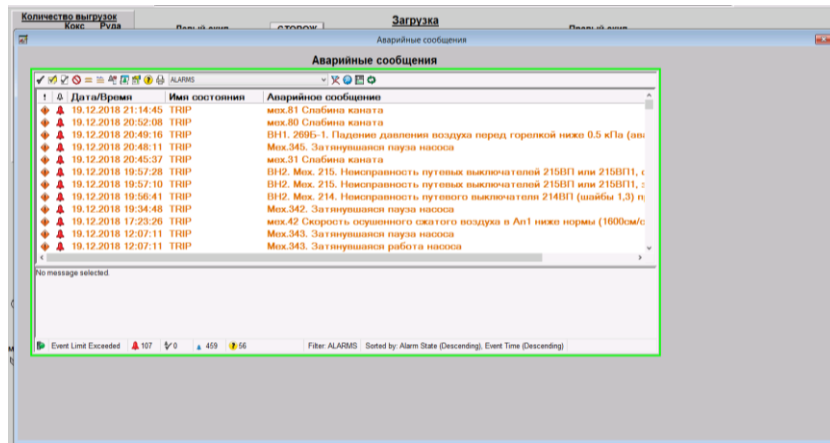 Количество выгрузок
Кокс Руда
Загрузка
Аварийные сообщения
Аварийные сообщения
ALARMS
! Дата/Время Имя состояния Аварийное сообщение
19.12.2018 21:14:45 TRIP мех.81 Слабина каната
19.12.2018 20:52:08 TRIP мех.80 Слабина каната
19.12.2018 20:49:16 TRIP ВН1. 269Б-1. Падение давления воздуха перед горелкой ниже 0.5 кПа (ава
19.12.2018 20:48:11 TRIP Мех.345. Затянувшаяся пауза насоса
19.12.2018 20:45:37 TRIP мех.31 Слабина каната
19.12.2018 19:57:28 TRIP ВН2. Мех. 215. Неисправность путевых выключателей 215ВП или 215ВП1, с
19.12.2018 19:57:10 TRIP ВН2. Мех. 215. Неисправность путевых выключателей 215ВП или 215ВП1, з
19.12.2018 19:56:41 TRIP ВН2. Мех. 214. Неисправность путевого выключателя 214ВП (шайбы 1,3) п
19.12.2018 19:34:48 TRIP Мех.342. Затянувшаяся пауза насоса
19.12.2018 17:23:26 TRIP мех.42 Скорость осушенного сжатого воздуха в Ап1 ниже нормы (1600см/с
19.12.2018 12:07:11 TRIP Мех.343. Затянувшаяся пауза насоса
19.12.2018 12:07:11 TRIP Мех.343. Затянувшаяся работа насоса
No message selected.
Event Limit Exceeded 107 0 459 56 Filter: ALARMS Sorted by: Alarm State (Descending), Event Time (Descending)